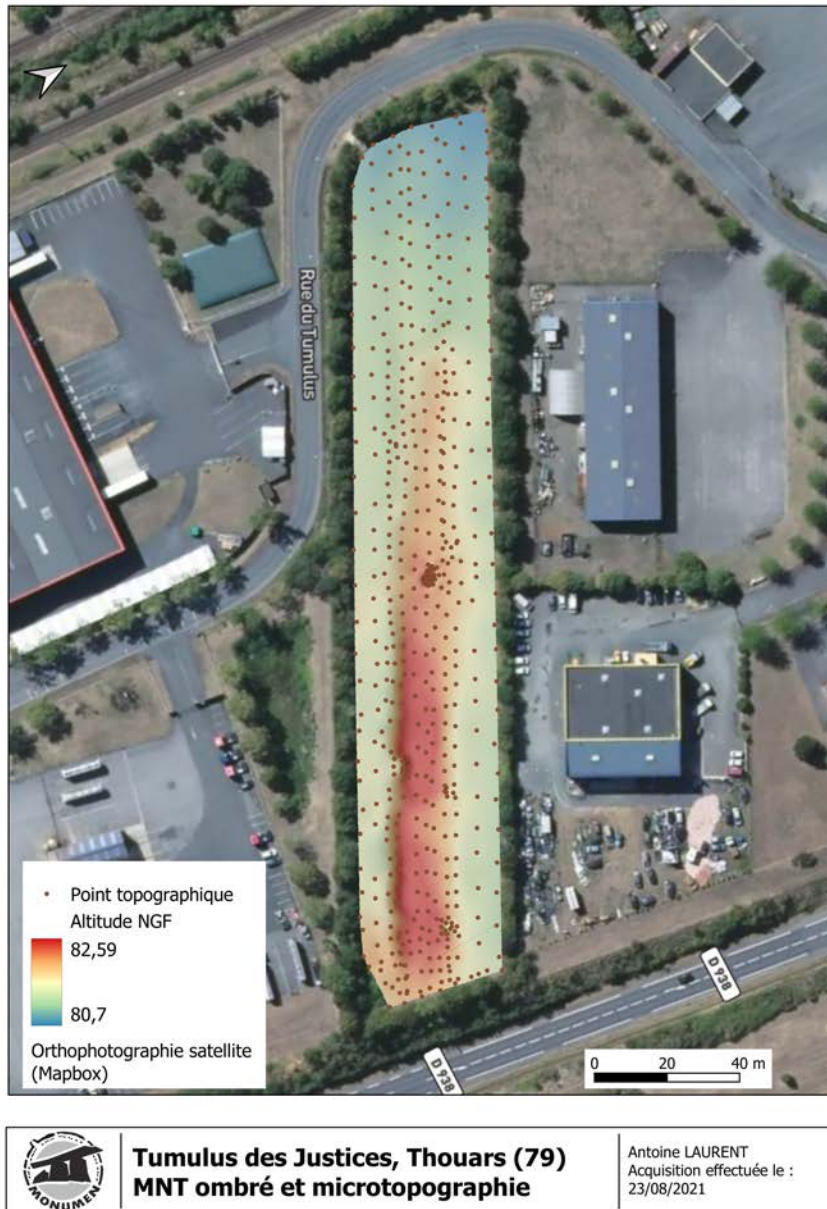 Rue du Tumulus
Point topographique
Altitude NGF
82,59
80,7
Orthophotographie satellite
(Mapbox)
D 938
D 938
0 20 40 m
MONUMEN
Tumulus des Justices, Thouars (79)
MNT ombré et microtopographie
Antoine LAURENT
Acquisition effectuée le :
23/08/2021